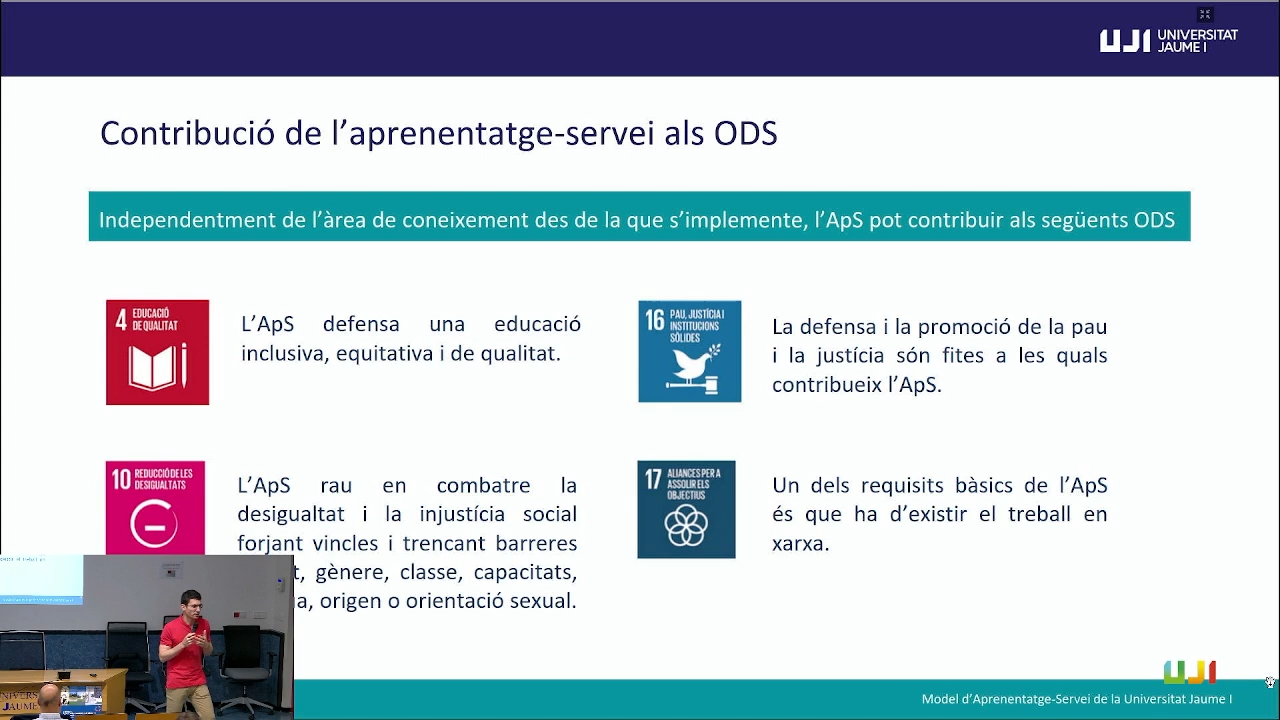 UJI UNIVERSITAT
JAUME I
Contribució de l'aprenentatge-servei als ODS
Independentment de l'àrea de coneixement des de la que s'implemente, l'ApS pot contribuir als següents ODS
4 EDUCACIÓ
DE QUALITAT
L'ApS defensa una educació
inclusiva, equitativa i de qualitat.
16 PAU, JUSTÍCIA I
INSTITUCIONS
SÒLIDES
La defensa i la promoció de la pau
i la justícia són fites a les quals
contribueix l'ApS.
10 REDUCCIÓ DE LES
DESIGUALTATS
L'ApS rau en combatre la
desigualtat i la injustícia social
forjant vincles i trencant barreres
gènere, classe, capacitats,
origen o orientació sexual.
17 ALIANCES PER A
ASSOLIR ELS
OBJECTIUS
Un dels requisits bàsics de l'ApS
és que ha d'existir el treball en
xarxa.
UJI
Model d'Aprenentatge-Servei de la Universitat Jaume I
JAUME I